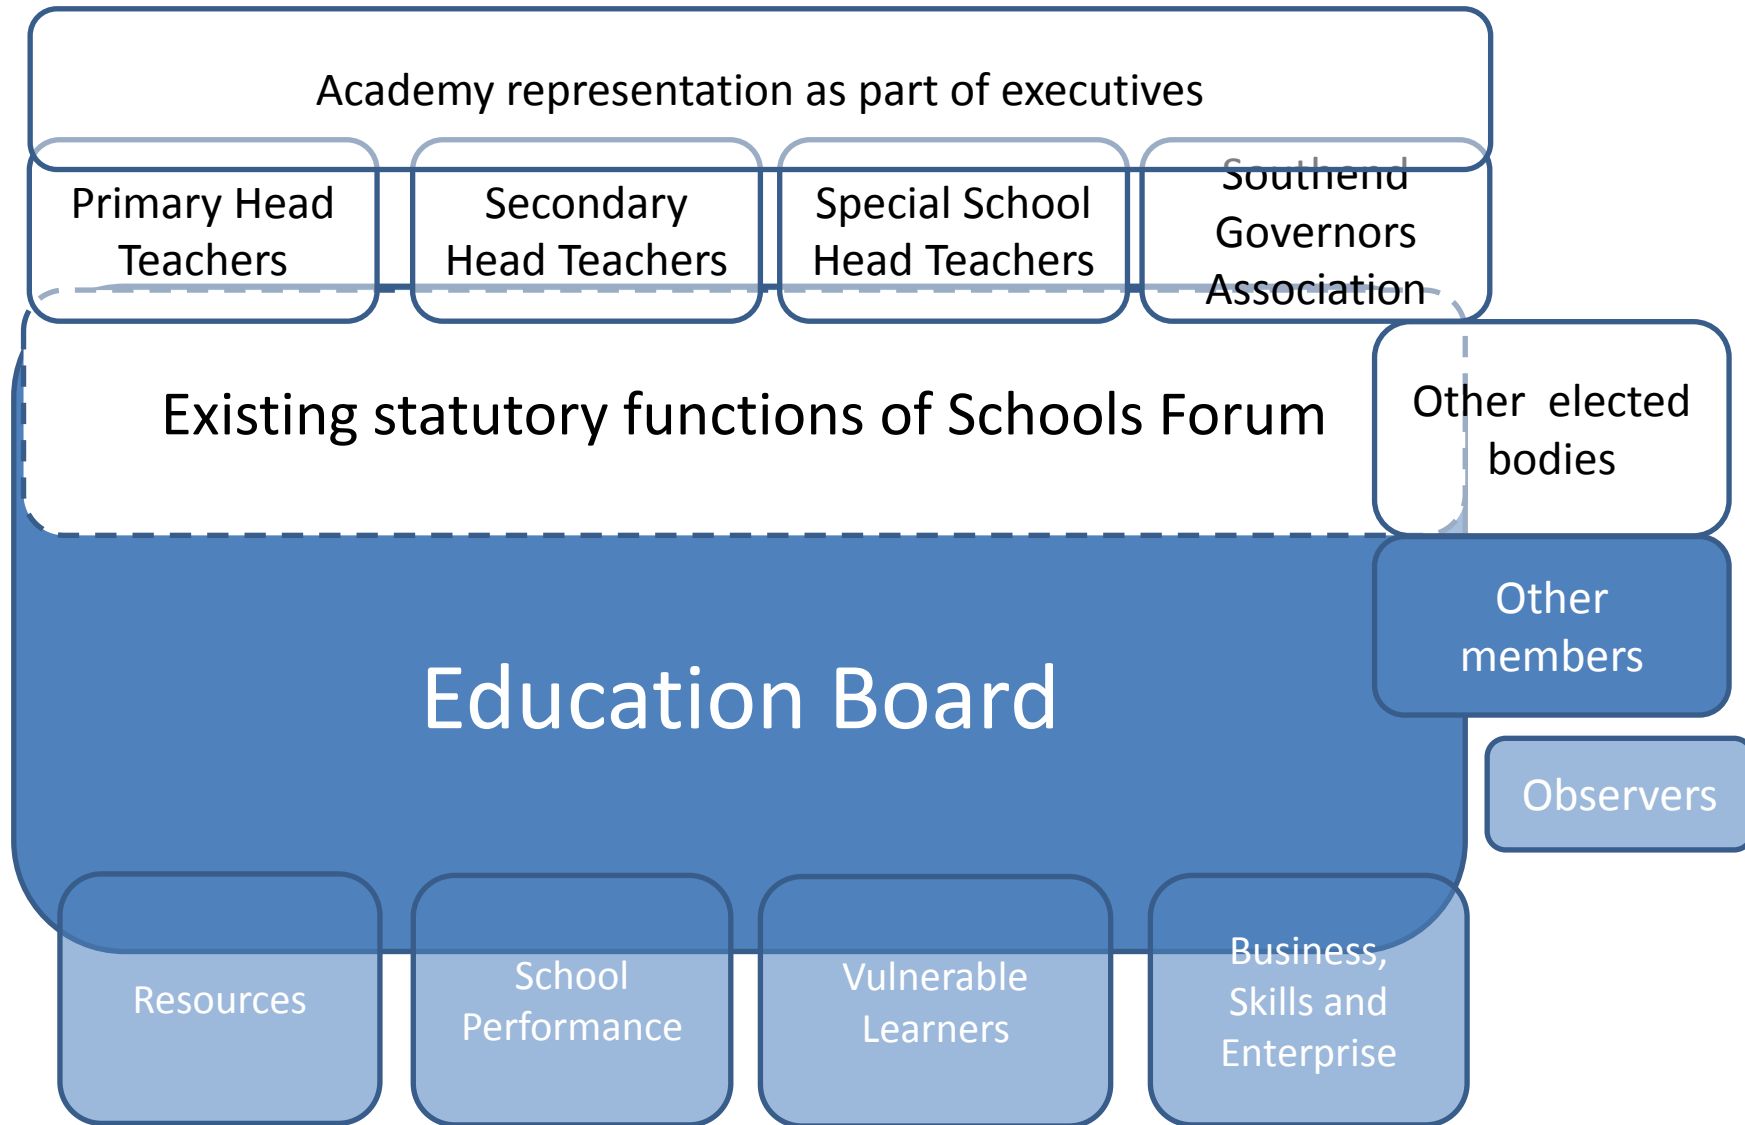 Academy representation as part of executives
Primary Head
Teachers
Secondary
Head Teachers
Special School
Head Teachers
Southend
Governors
Association
Existing statutory functions of Schools Forum
Other elected
bodies
Other
members
Education Board
Observers
Resources
School
Performance
Vulnerable
Learners
Business,
Skills and
Enterprise